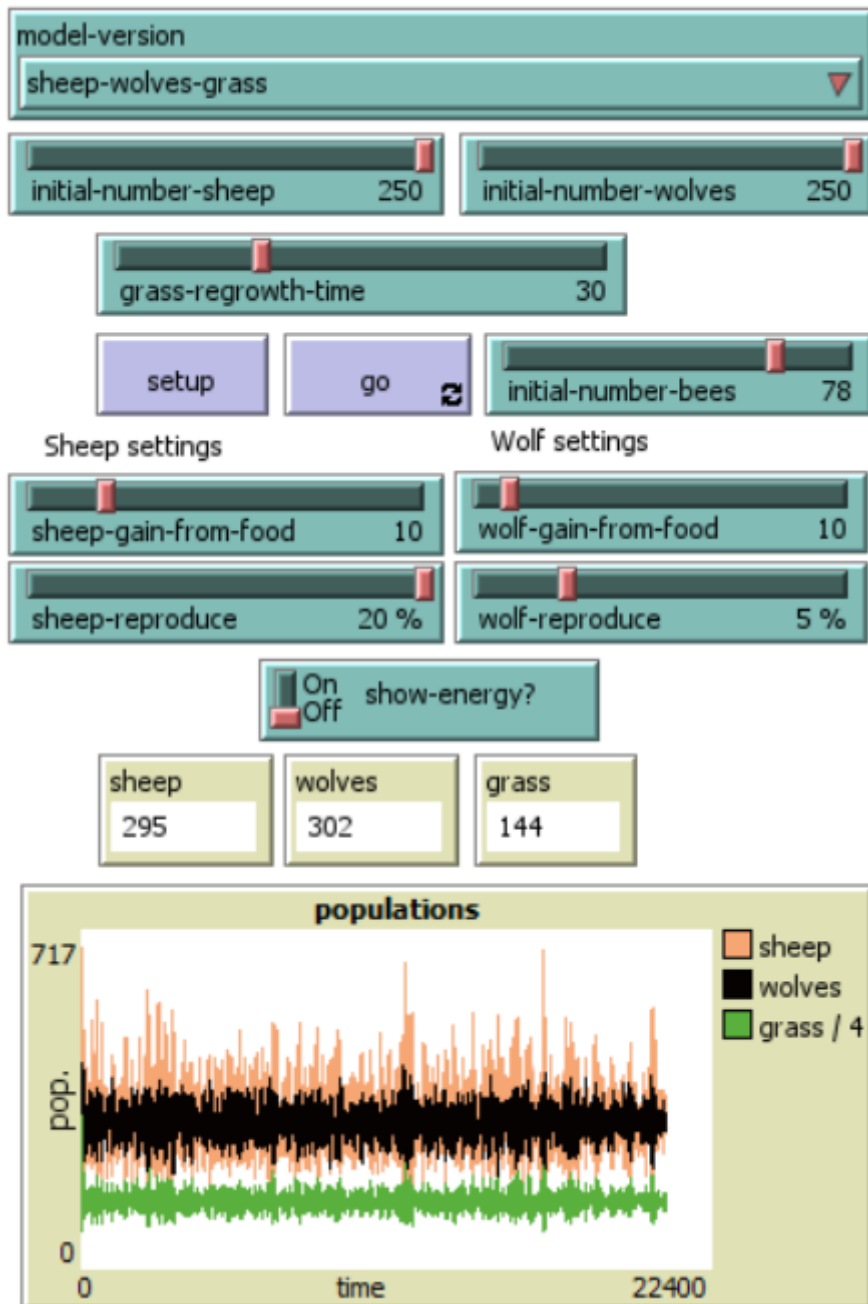 model-version
sheep-wolves-grass
initial-number-sheep 250
initial-number-wolves 250
grass-regrowth-time 30
setup
go
initial-number-bees 78
Sheep settings
Wolf settings
sheep-gain-from-food 10
wolf-gain-from-food 10
sheep-reproduce 20 %
wolf-reproduce 5 %
On
Off
show-energy?
sheep
295
wolves
302
grass
144
populations
717
pop.
0
0
time
22400
sheep
wolves
grass / 4